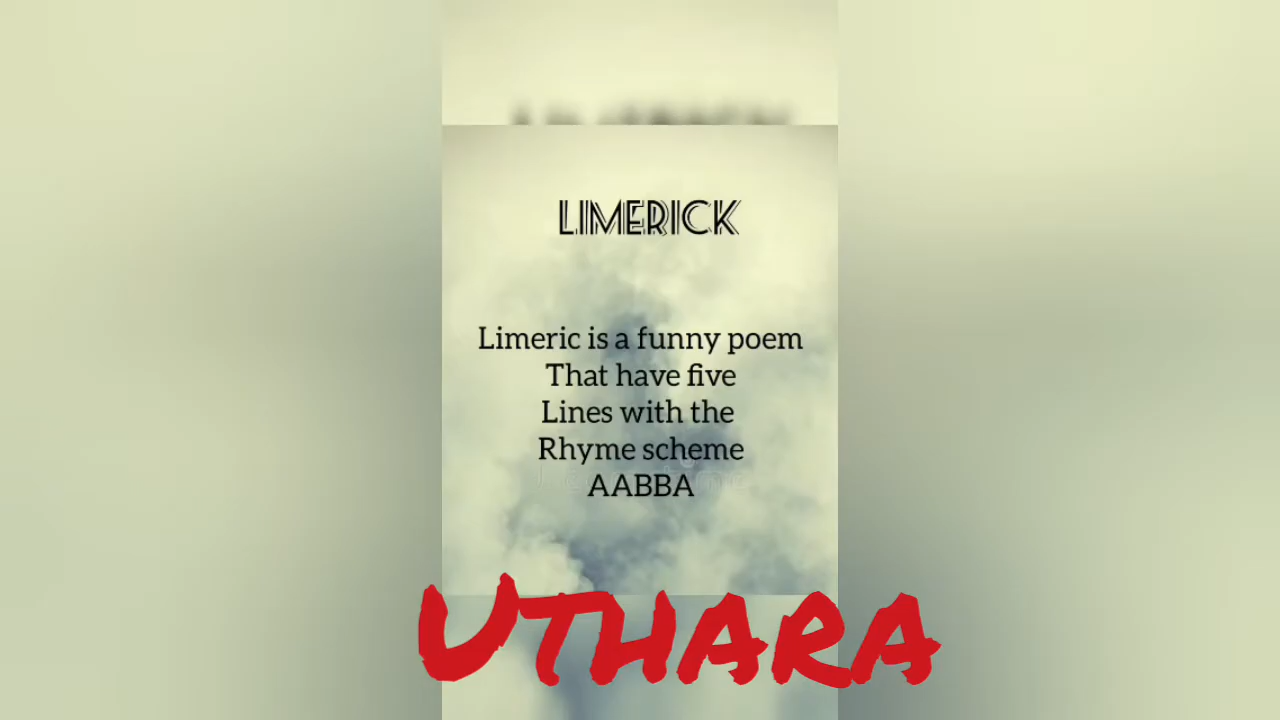 LIMERICK
Limeric is a funny poem
That have five
Lines with the
Rhyme scheme
AABBA
UTHARA